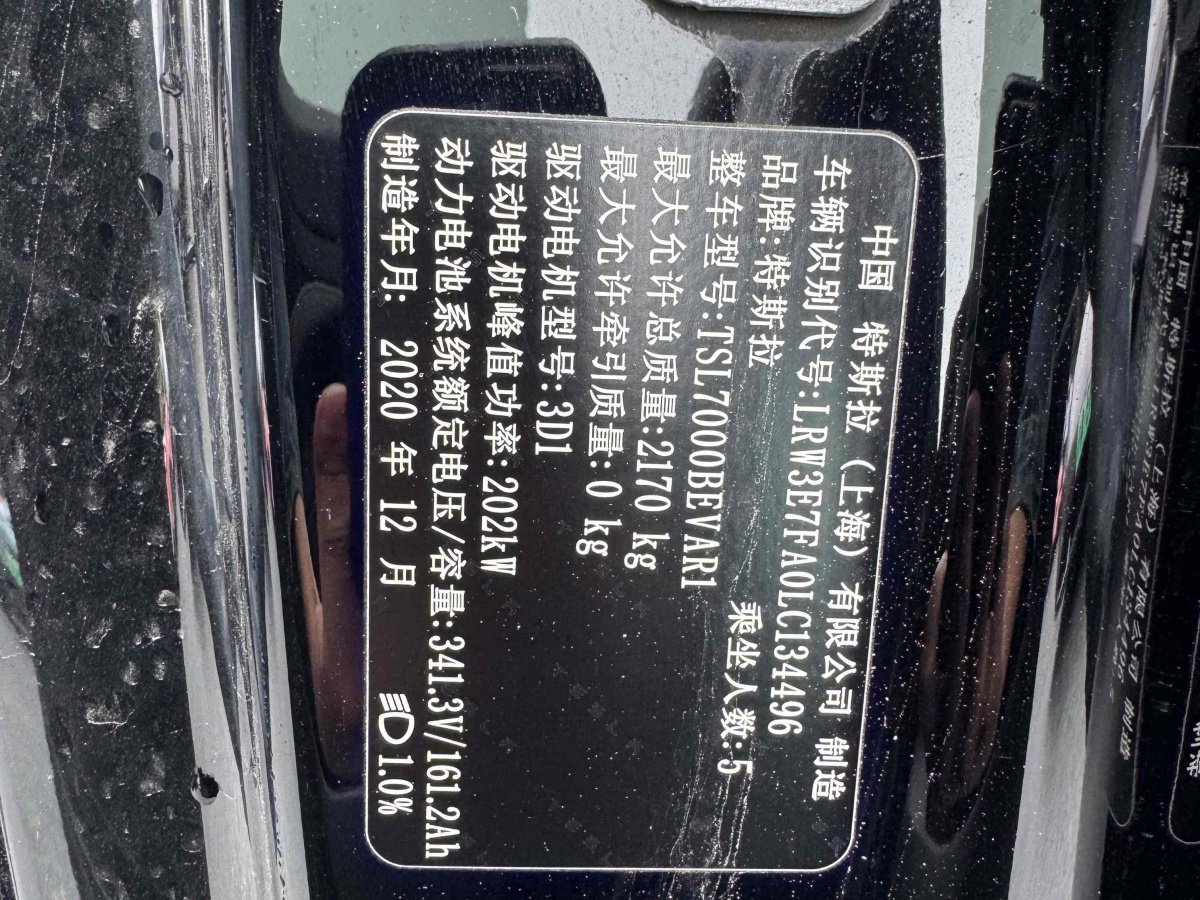 中国 特斯拉（上海）有限公司 制造
车辆识别代号:LRW3E7FA0LC134496
品牌:特斯拉
整车型号:TSL7000BEVAR1 乘坐人数:5
最大允许总质量:2170 kg
最大允许牵引质量:0 kg
驱动电机型号:3D1
驱动电机峰值功率:202kW
动力电池系统额定电压/容量:341.3V/161.2Ah
制造年月: 2020 年 12 月 1.0%